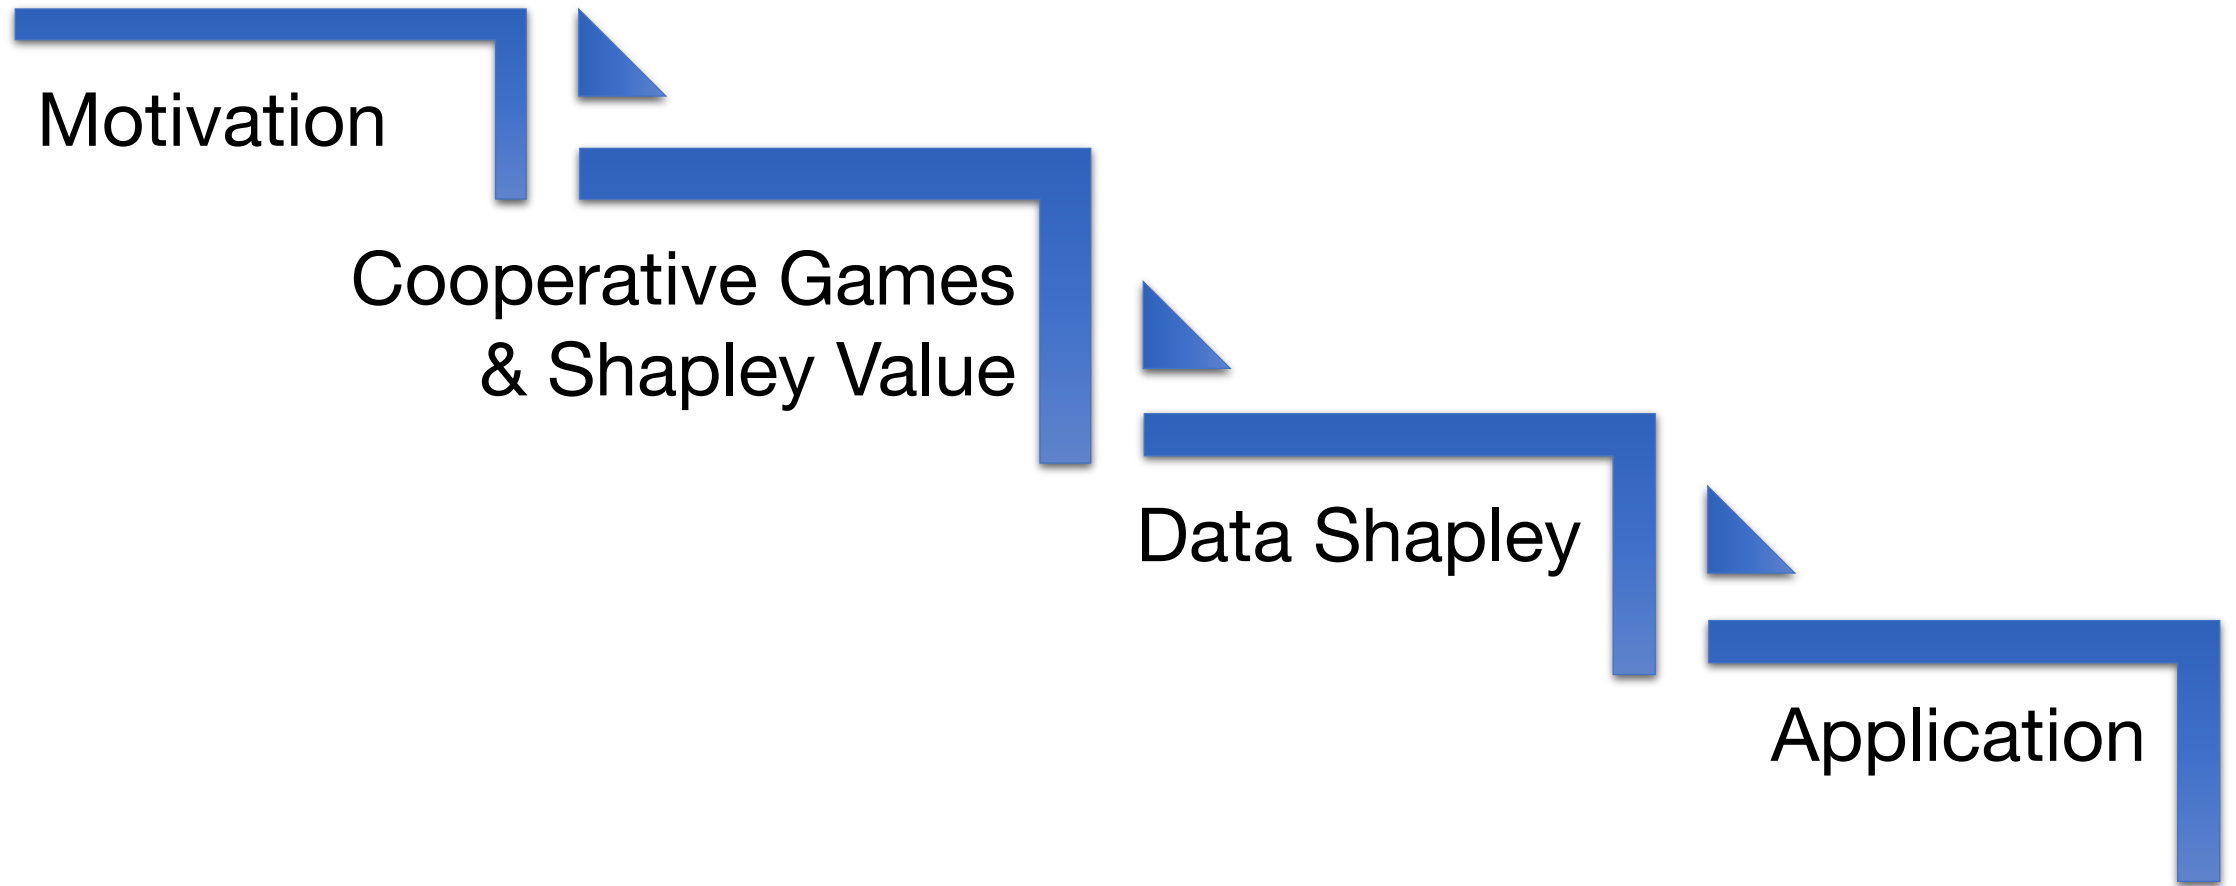 Motivation
Cooperative Games
& Shapley Value
Data Shapley
Application